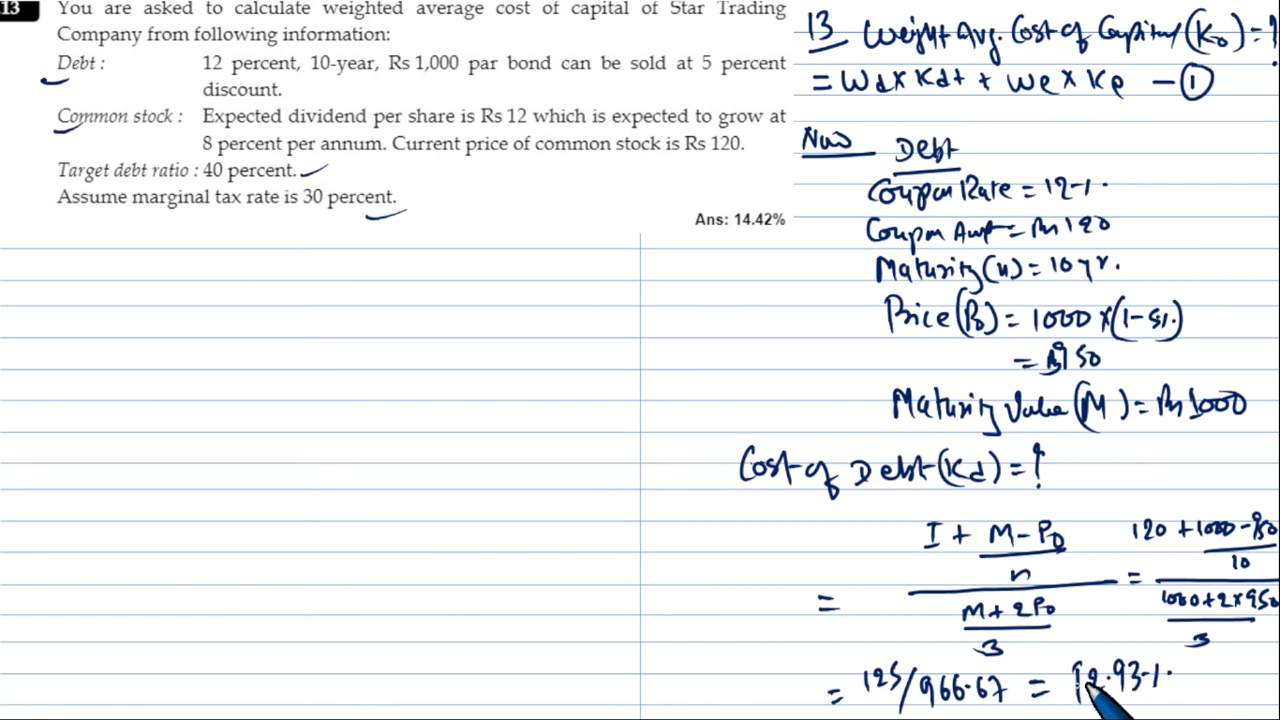 13 You are asked to calculate weighted average cost of capital of Star Trading
Company from following information:
Debt : 12 percent, 10-year, Rs 1,000 par bond can be sold at 5 percent
discount.
Common stock : Expected dividend per share is Rs 12 which is expected to grow at
8 percent per annum. Current price of common stock is Rs 120.
Target debt ratio : 40 percent.
Assume marginal tax rate is 30 percent.
Ans: 14.42%
13 Weight Avg. Cost of Capital (Ko) = ?
= Wd × Kdt + We × Ke — ①
Now Debt
Coupon Rate = 12%.
Coupon Amt = Rs 120
Maturity (n) = 10 yr.
Price (P0) = 1000 × (1 - 5%)
= Rs 950
Maturity Value (M) = Rs 1000
Cost of Debt (Kd) = ?
= (I + (M - P0)/n) / ((M + 2P0)/3) = (120 + (1000 - 950)/10) / ((1000 + 2×950)/3)
= 125/966.67 = 12.93%.